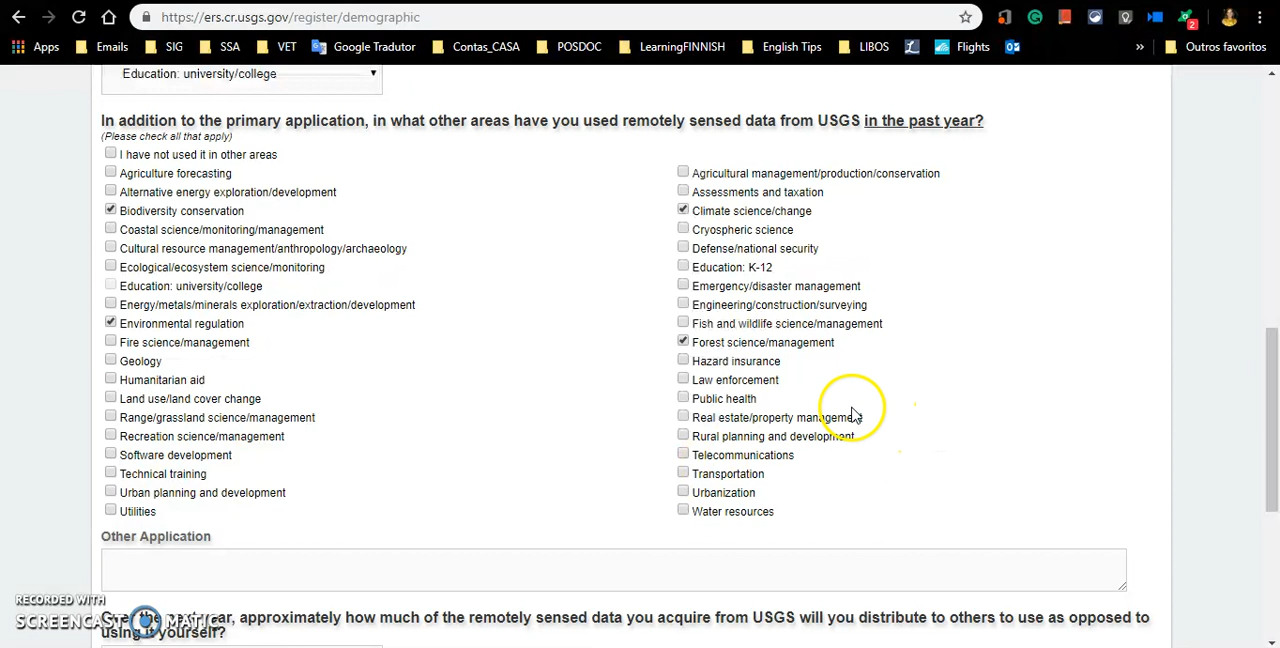 https://ers.cr.usgs.gov/register/demographic
2
Apps Emails SIG SSA VET Google Tradutor Contas_CASA POSDOC LearningFINNISH English Tips LIBOS Flights » Outros favoritos
Education: university/college
In addition to the primary application, in what other areas have you used remotely sensed data from USGS in the past year?
(Please check all that apply)
I have not used it in other areas
Agriculture forecasting
Agricultural management/production/conservation
Alternative energy exploration/development
Assessments and taxation
Biodiversity conservation
Climate science/change
Coastal science/monitoring/management
Cryospheric science
Cultural resource management/anthropology/archaeology
Defense/national security
Ecological/ecosystem science/monitoring
Education: K-12
Education: university/college
Emergency/disaster management
Energy/metals/minerals exploration/extraction/development
Engineering/construction/surveying
Environmental regulation
Fish and wildlife science/management
Fire science/management
Forest science/management
Geology
Hazard insurance
Humanitarian aid
Law enforcement
Land use/land cover change
Public health
Range/grassland science/management
Real estate/property management
Recreation science/management
Rural planning and development
Software development
Telecommunications
Technical training
Transportation
Urban planning and development
Urbanization
Utilities
Water resources
Other Application
RECORDED WITH
SCREENCAST MATIC
Over the past year, approximately how much of the remotely sensed data you acquire from USGS will you distribute to others to use as opposed to
using it yourself?